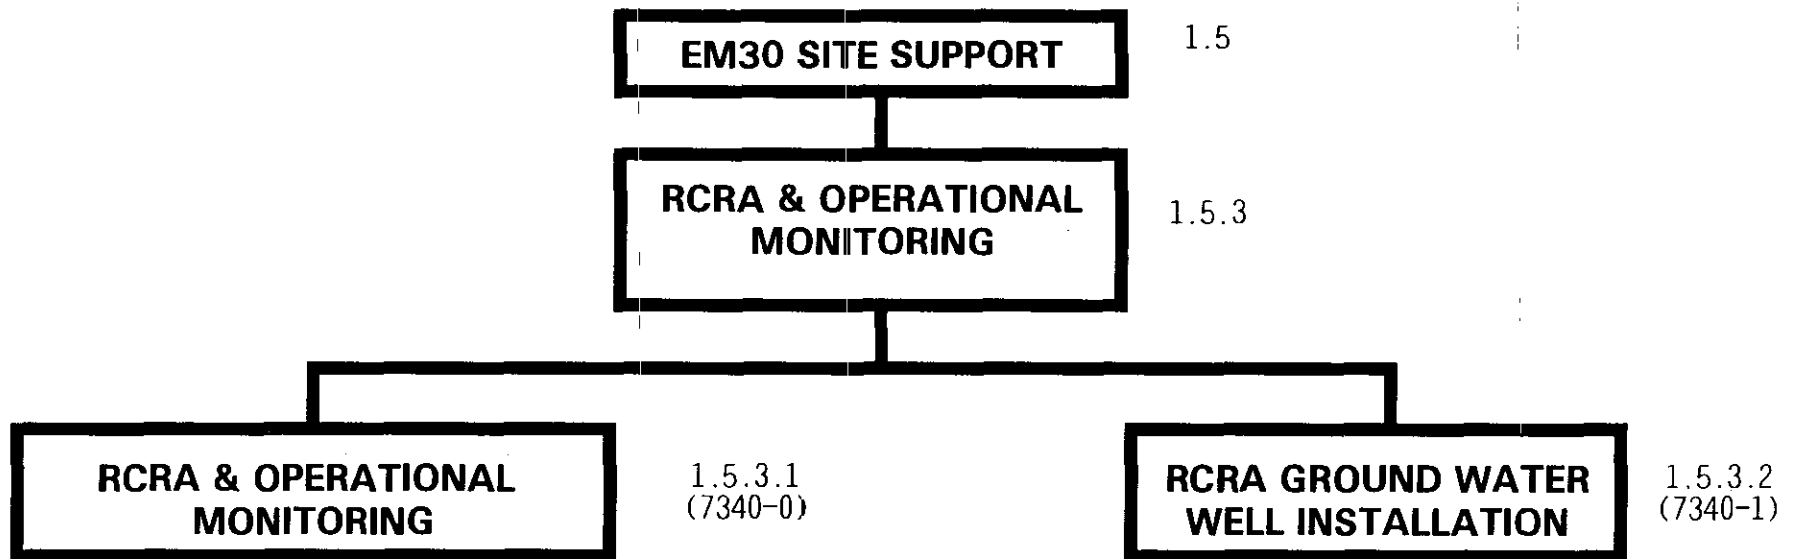 EM30 SITE SUPPORT
1.5
RCRA & OPERATIONAL
MONITORING
1.5.3
RCRA & OPERATIONAL
MONITORING
1.5.3.1
(7340-0)
RCRA GROUND WATER
WELL INSTALLATION
1.5.3.2
(7340-1)